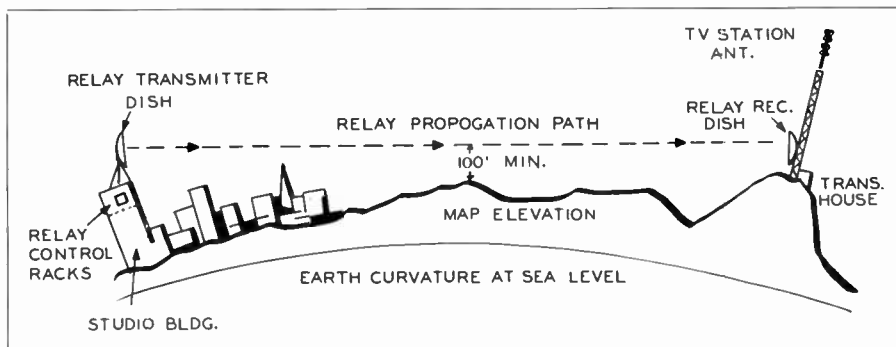 TV STATION
ANT.
RELAY TRANSMITTER
DISH
RELAY REC.
DISH
RELAY PROPOGATION PATH
100' MIN.
TRANS.
HOUSE
MAP ELEVATION
RELAY
CONTROL
RACKS
EARTH CURVATURE AT SEA LEVEL
STUDIO BLDG.